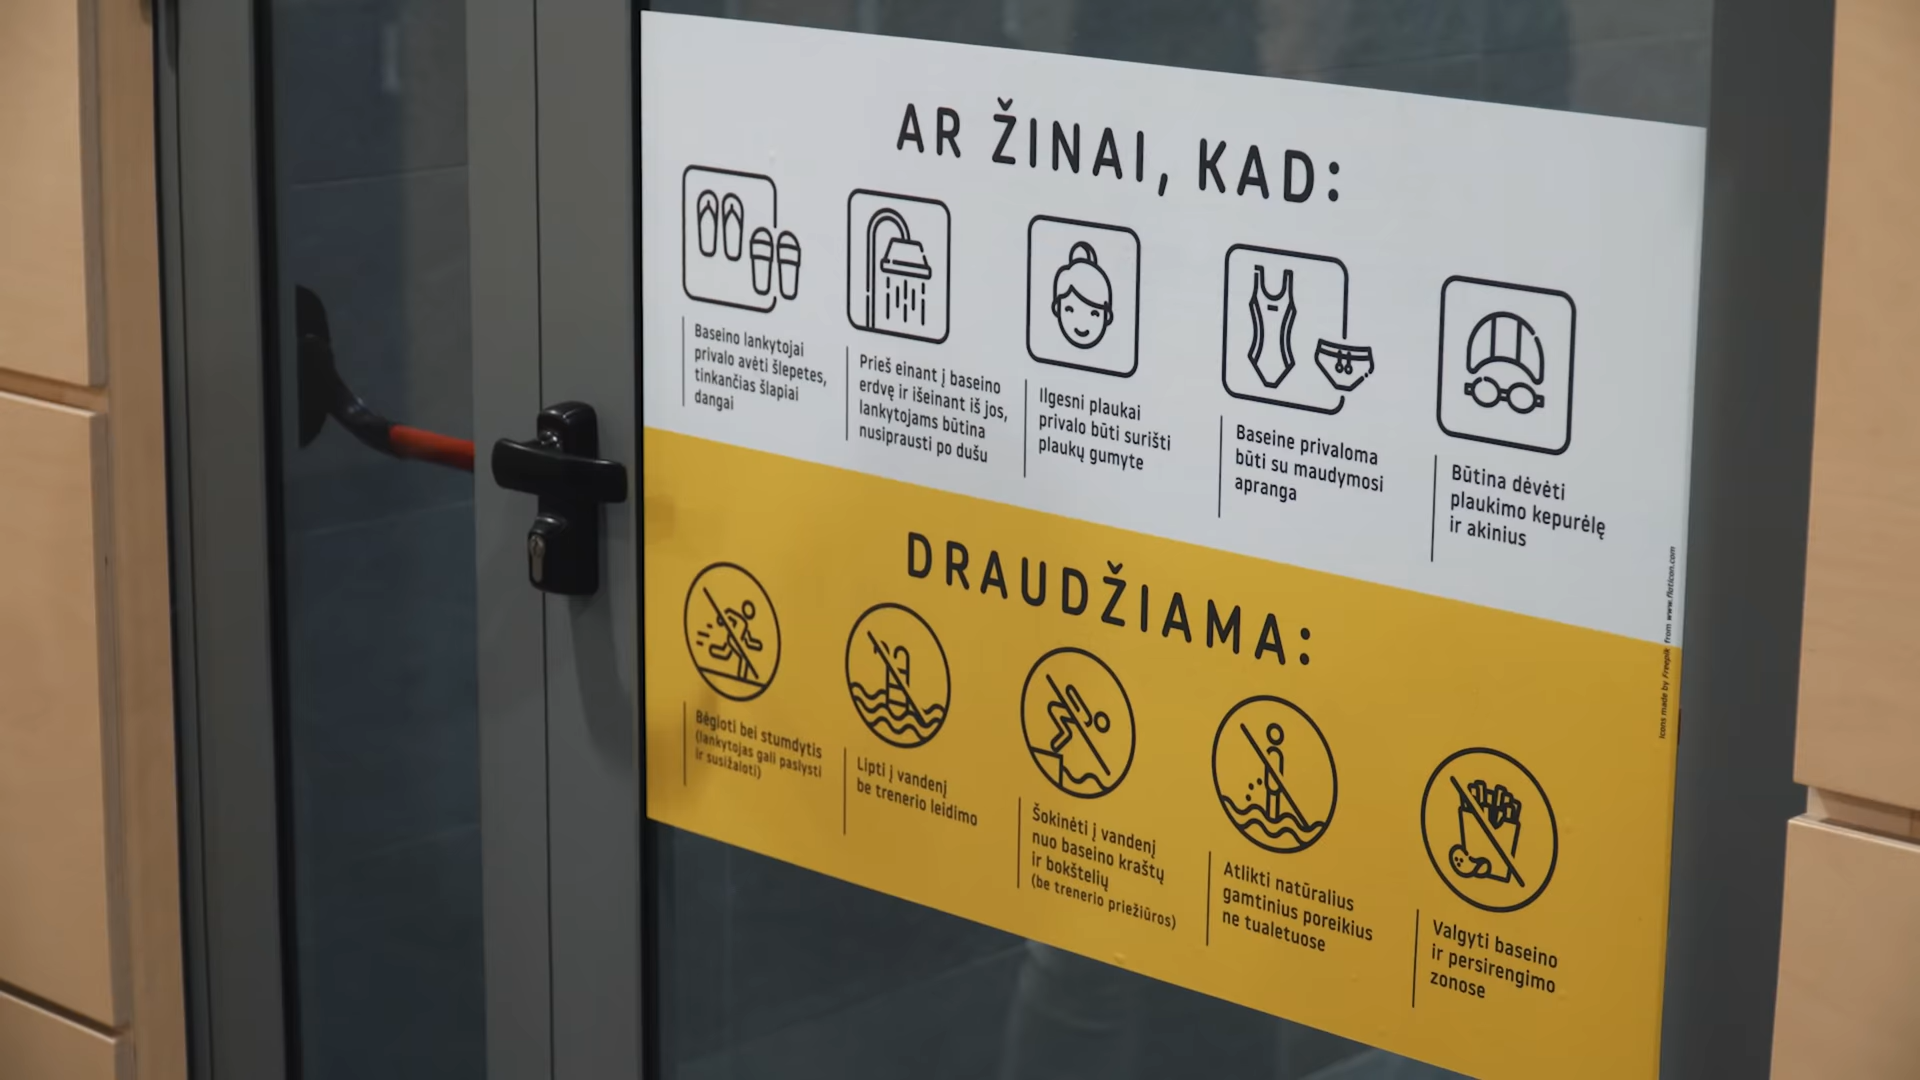 AR ŽINAI, KAD:
Baseino lankytojai
privalo avėti šlepetes,
tinkančias šlapiai
dangai
Prieš einant į baseino
erdvę ir išeinant iš jos,
lankytojams būtina
nusiprausti po dušu
Ilgesni plaukai
privalo būti surišti
plaukų gumyte
Baseine privaloma
būti su maudymosi
apranga
Būtina dėvėti
plaukimo kepurėlę
ir akinius
DRAUDŽIAMA:
Bėgioti bei stumdytis
(lankytojas gali paslysti
ir susižaloti)
Lipti į vandenį
be trenerio leidimo
Šokinėti į vandenį
nuo baseino kraštų
ir bokštelių
(be trenerio priežiūros)
Atlikti natūralius
gamtinius poreikius
ne tualetuose
Valgyti baseino
ir persirengimo
zonose
Icons made by Freepik from www.flaticon.com